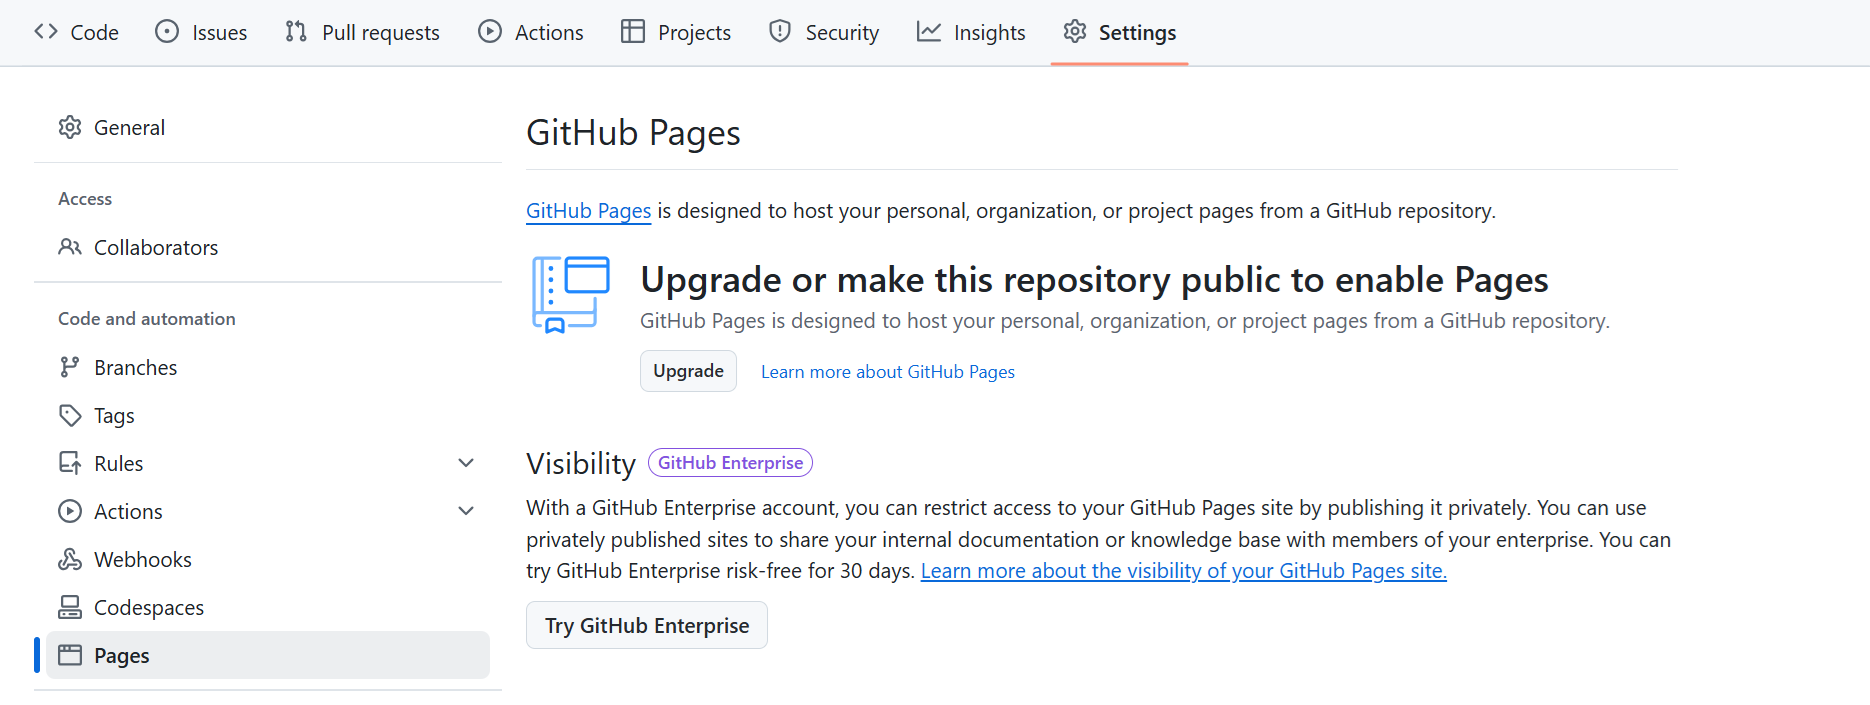 Code Issues Pull requests Actions Projects Security Insights Settings
General
Access
Collaborators
Code and automation
Branches
Tags
Rules
Actions
Webhooks
Codespaces
Pages
GitHub Pages
GitHub Pages is designed to host your personal, organization, or project pages from a GitHub repository.
Upgrade or make this repository public to enable Pages
GitHub Pages is designed to host your personal, organization, or project pages from a GitHub repository.
Upgrade Learn more about GitHub Pages
Visibility GitHub Enterprise
With a GitHub Enterprise account, you can restrict access to your GitHub Pages site by publishing it privately. You can use
privately published sites to share your internal documentation or knowledge base with members of your enterprise. You can
try GitHub Enterprise risk-free for 30 days. Learn more about the visibility of your GitHub Pages site.
Try GitHub Enterprise